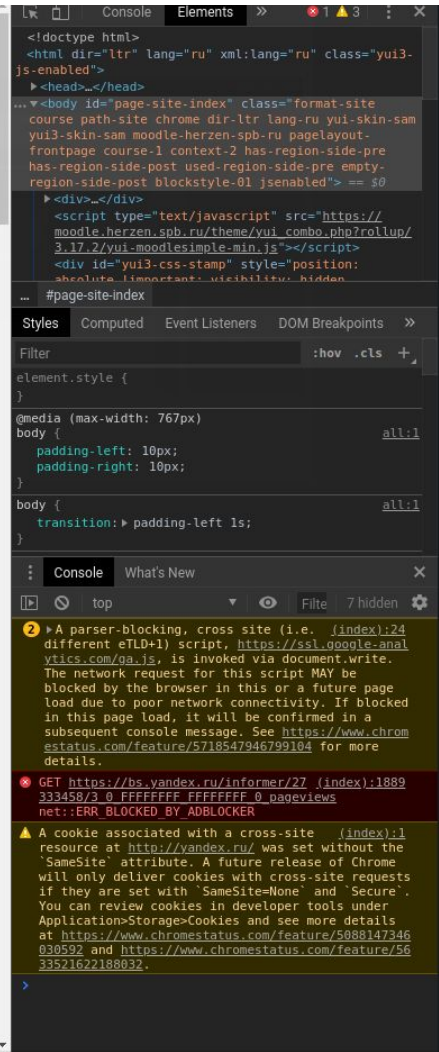 Console Elements » 1 3
<!doctype html>
<html dir="ltr" lang="ru" xml:lang="ru" class="yui3-
js-enabled">
<head>…</head>
… <body id="page-site-index" class="format-site
course path-site chrome dir-ltr lang-ru yui-skin-sam
yui3-skin-sam moodle-herzen-spb-ru pagelayout-
frontpage course-1 context-2 has-region-side-pre
has-region-side-post used-region-side-pre empty-
region-side-post blockstyle-01 jsenabled"> == $0
<div>…</div>
<script type="text/javascript" src="https://
moodle.herzen.spb.ru/theme/yui_combo.php?rollup/
3.17.2/yui-moodlesimple-min.js"></script>
<div id="yui3-css-stamp" style="position:
absolute !important; visibility: hidden
… #page-site-index
Styles Computed Event Listeners DOM Breakpoints »
Filter :hov .cls +
element.style {
}
@media (max-width: 767px)
body { all:1
padding-left: 10px;
padding-right: 10px;
}
body { all:1
transition: padding-left 1s;
}
Console What's New
top Filte 7 hidden
2 A parser-blocking, cross site (i.e. (index):24
different eTLD+1) script, https://ssl.google-anal
ytics.com/ga.js, is invoked via document.write.
The network request for this script MAY be
blocked by the browser in this or a future page
load due to poor network connectivity. If blocked
in this page load, it will be confirmed in a
subsequent console message. See https://www.chrom
estatus.com/feature/5718547946799104 for more
details.
GET https://bs.yandex.ru/informer/27 (index):1889
333458/3_0_FFFFFFFF_FFFFFFFF_0_pageviews
net::ERR_BLOCKED_BY_ADBLOCKER
A cookie associated with a cross-site (index):1
resource at http://yandex.ru/ was set without the
`SameSite` attribute. A future release of Chrome
will only deliver cookies with cross-site requests
if they are set with `SameSite=None` and `Secure`.
You can review cookies in developer tools under
Application>Storage>Cookies and see more details
at https://www.chromestatus.com/feature/5088147346
030592 and https://www.chromestatus.com/feature/56
33521622188032.